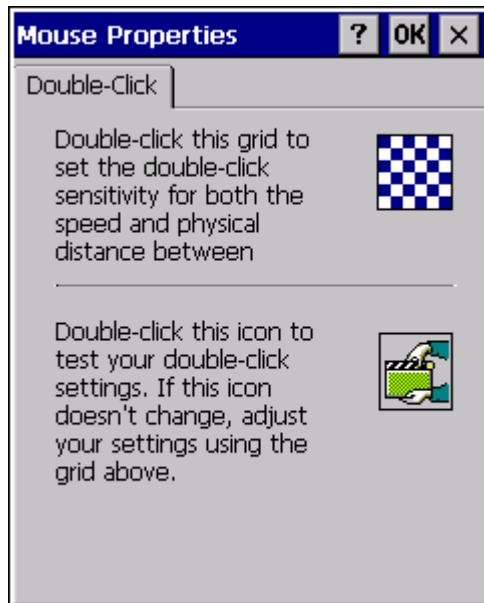 Mouse Properties ? OK ×
Double-Click
Double-click this grid to
set the double-click
sensitivity for both the
speed and physical
distance between
Double-click this icon to
test your double-click
settings. If this icon
doesn't change, adjust
your settings using the
grid above.